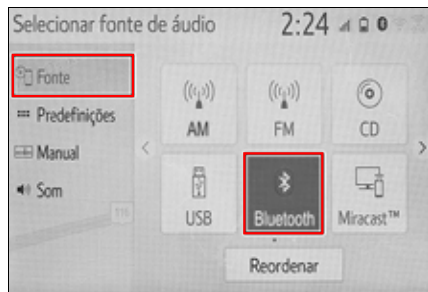 Selecionar fonte de áudio 2:24
Fonte
Predefinições
Manual
Som
AM
FM
CD
USB
Bluetooth
Miracast™
Reordenar